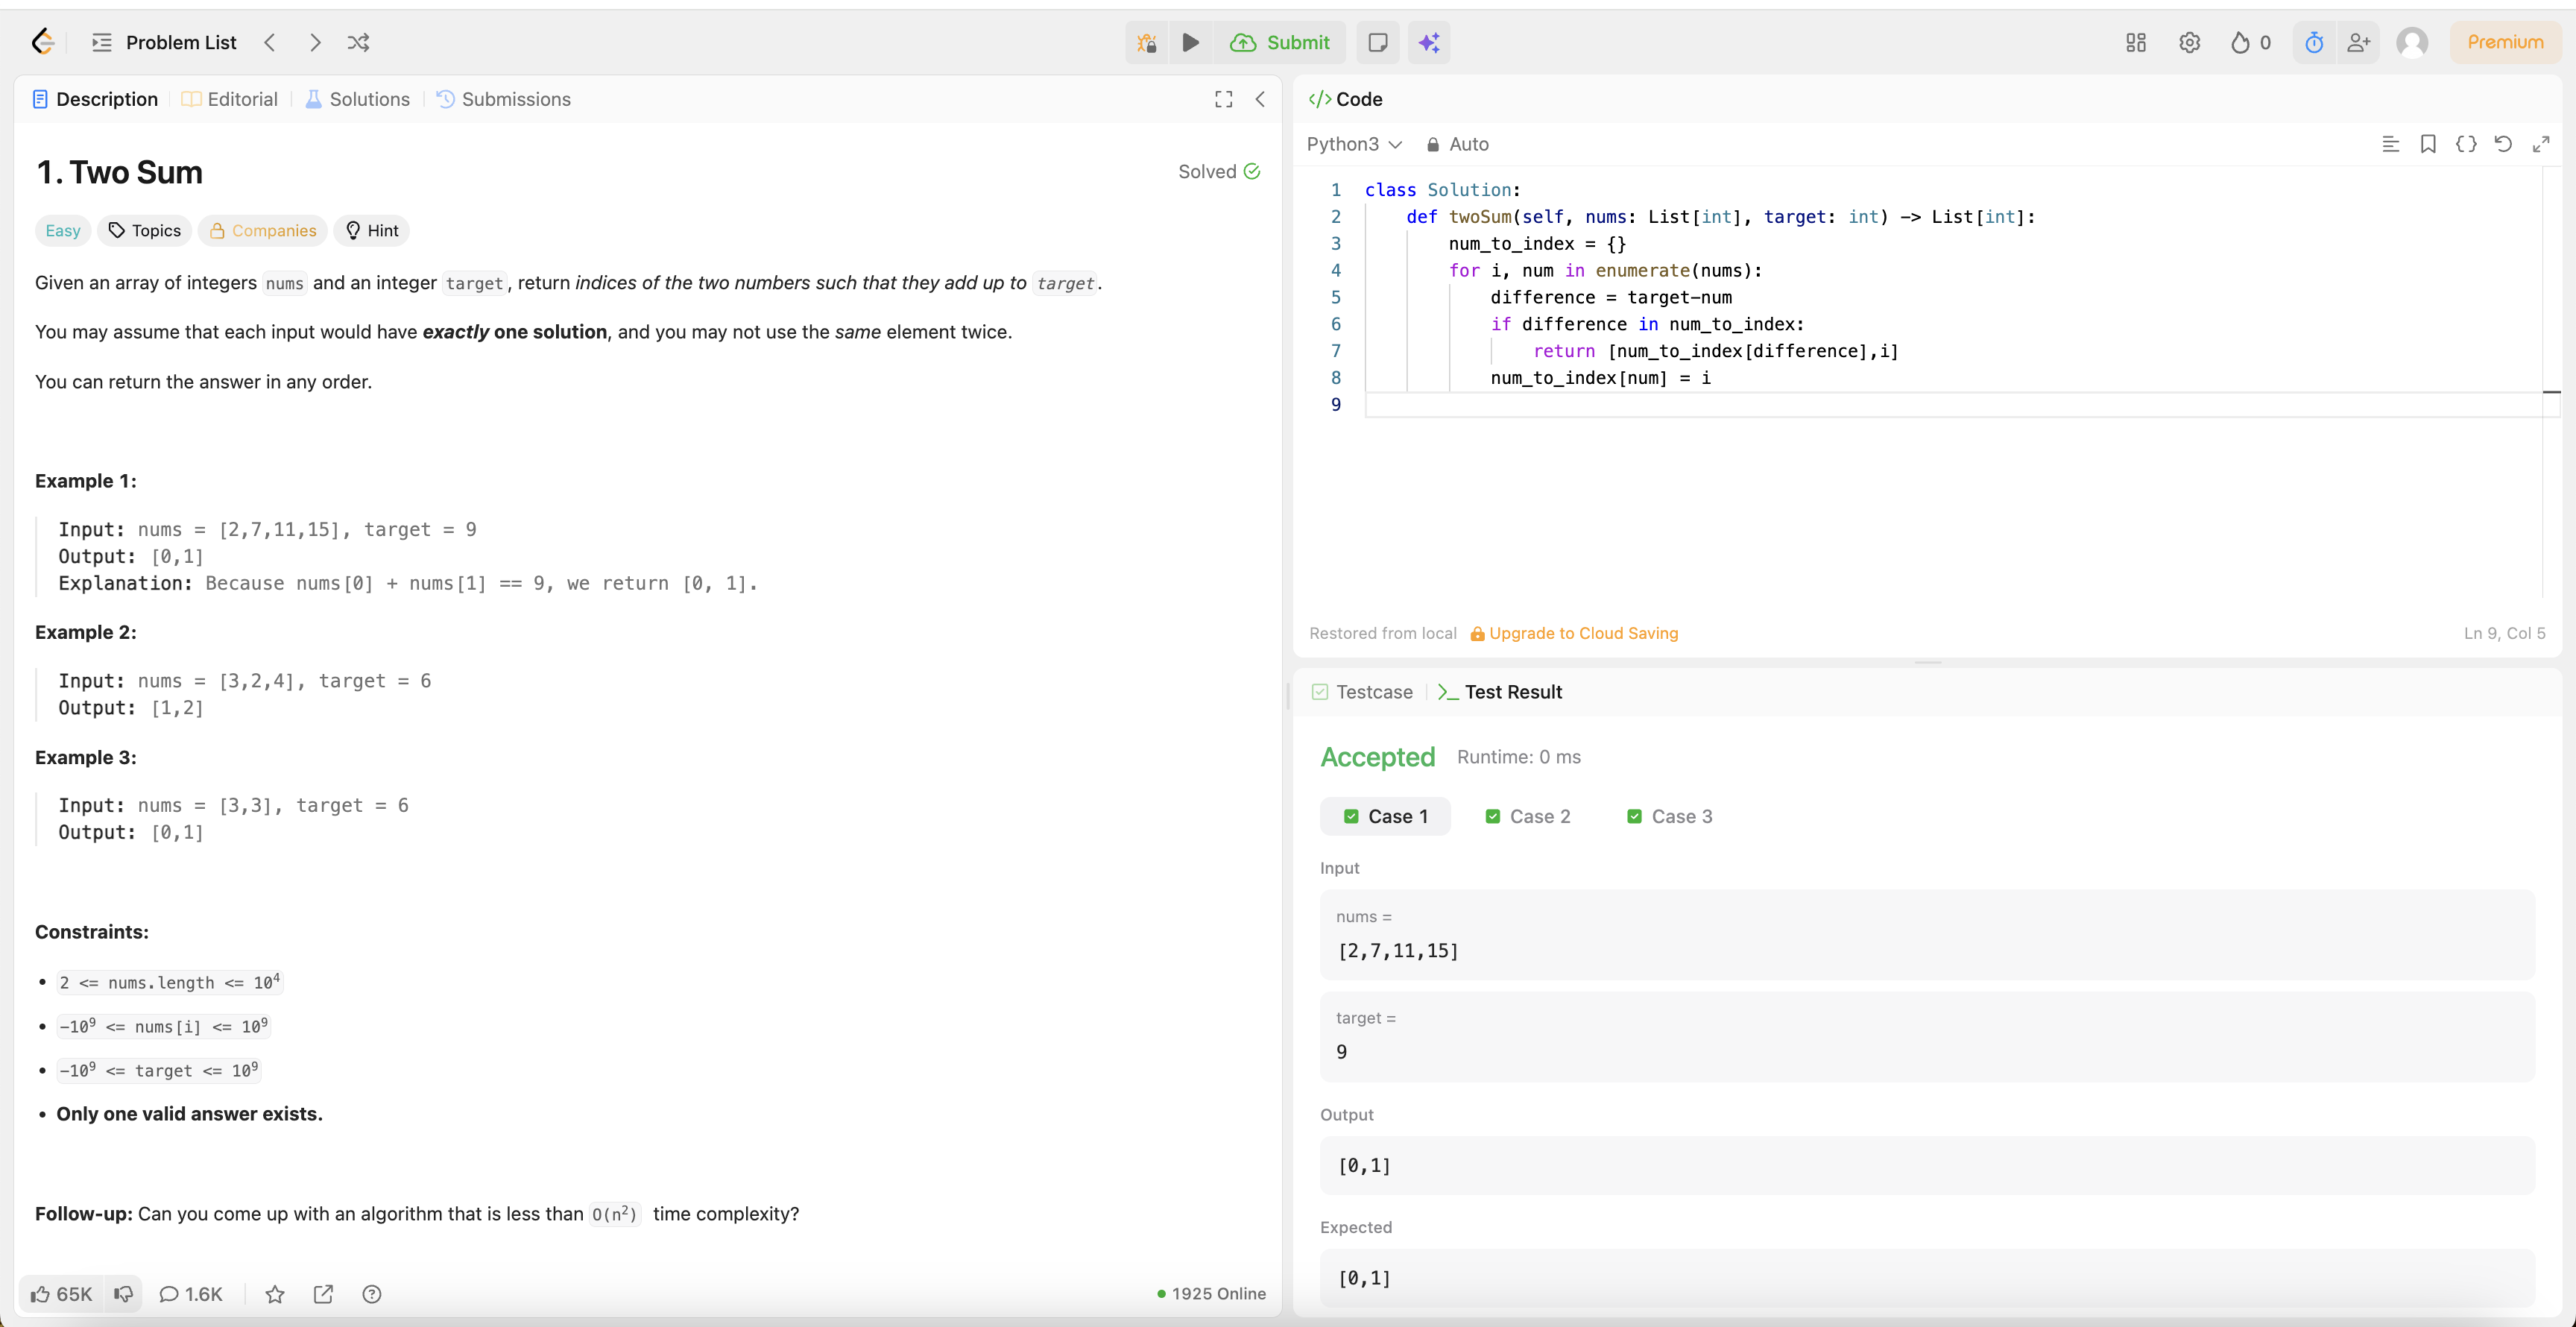 Problem List
Submit
0
Premium
Description
Editorial
Solutions
Submissions
1. Two Sum
Solved
Easy
Topics
Companies
Hint
Given an array of integers nums and an integer target, return indices of the two numbers such that they add up to target.
You may assume that each input would have exactly one solution, and you may not use the same element twice.
You can return the answer in any order.
Example 1:
Input: nums = [2,7,11,15], target = 9
Output: [0,1]
Explanation: Because nums[0] + nums[1] == 9, we return [0, 1].
Example 2:
Input: nums = [3,2,4], target = 6
Output: [1,2]
Example 3:
Input: nums = [3,3], target = 6
Output: [0,1]
Constraints:
• 2 <= nums.length <= 10⁴
• -10⁹ <= nums[i] <= 10⁹
• -10⁹ <= target <= 10⁹
• Only one valid answer exists.
Follow-up: Can you come up with an algorithm that is less than O(n²) time complexity?
65K
1.6K
1925 Online
</> Code
Python3
Auto
1 class Solution:
2     def twoSum(self, nums: List[int], target: int) -> List[int]:
3         num_to_index = {}
4         for i, num in enumerate(nums):
5             difference = target-num
6             if difference in num_to_index:
7                 return [num_to_index[difference],i]
8             num_to_index[num] = i
9
Restored from local
Upgrade to Cloud Saving
Ln 9, Col 5
Testcase
>_ Test Result
Accepted
Runtime: 0 ms
Case 1
Case 2
Case 3
Input
nums =
[2,7,11,15]
target =
9
Output
[0,1]
Expected
[0,1]